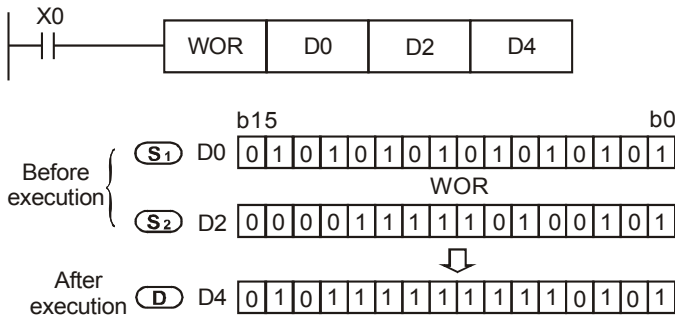 X0
WOR D0 D2 D4
b15 b0
Before execution
S1 D0 0 1 0 1 0 1 0 1 0 1 0 1 0 1 0 1
WOR
S2 D2 0 0 0 0 1 1 1 1 1 0 1 0 0 1 0 1
After execution
D D4 0 1 0 1 1 1 1 1 1 1 1 1 0 1 0 1